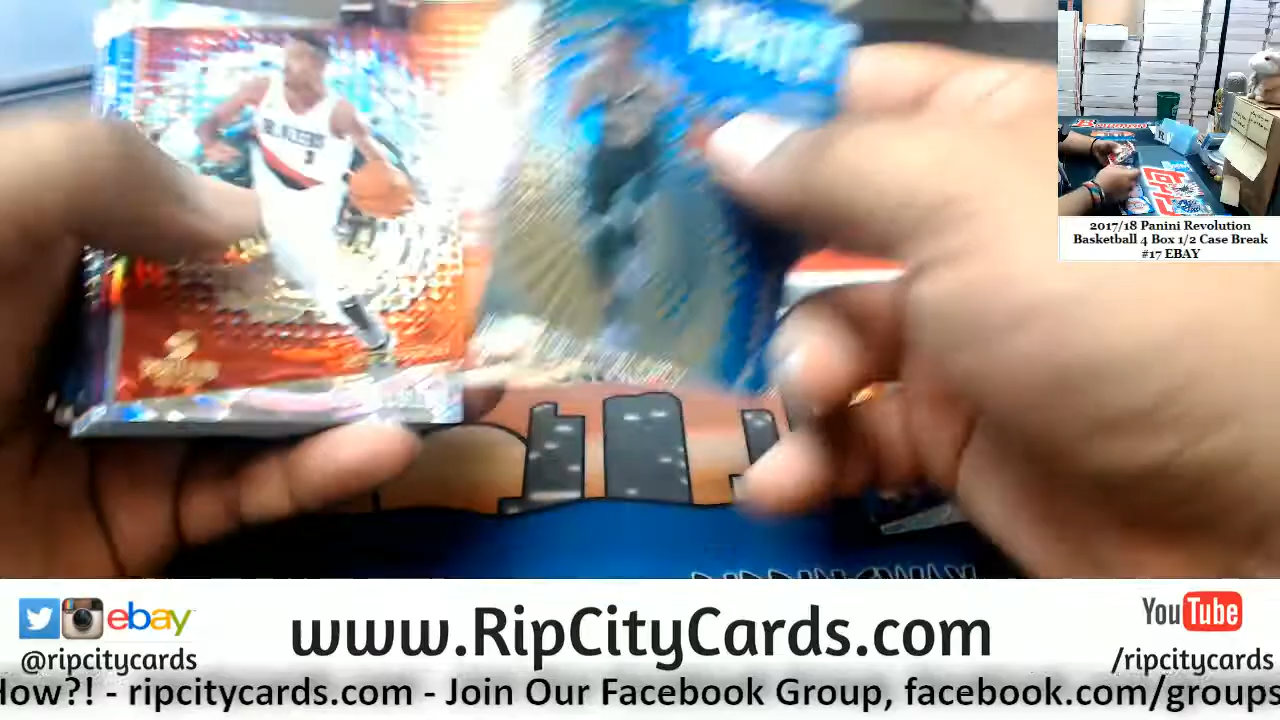 2017/18 Panini Revolution
Basketball 4 Box 1/2 Case Break
#17 EBAY
ebay
@ripcitycards
www.RipCityCards.com
YouTube
/ripcitycards
How?! - ripcitycards.com - Join Our Facebook Group, facebook.com/groups